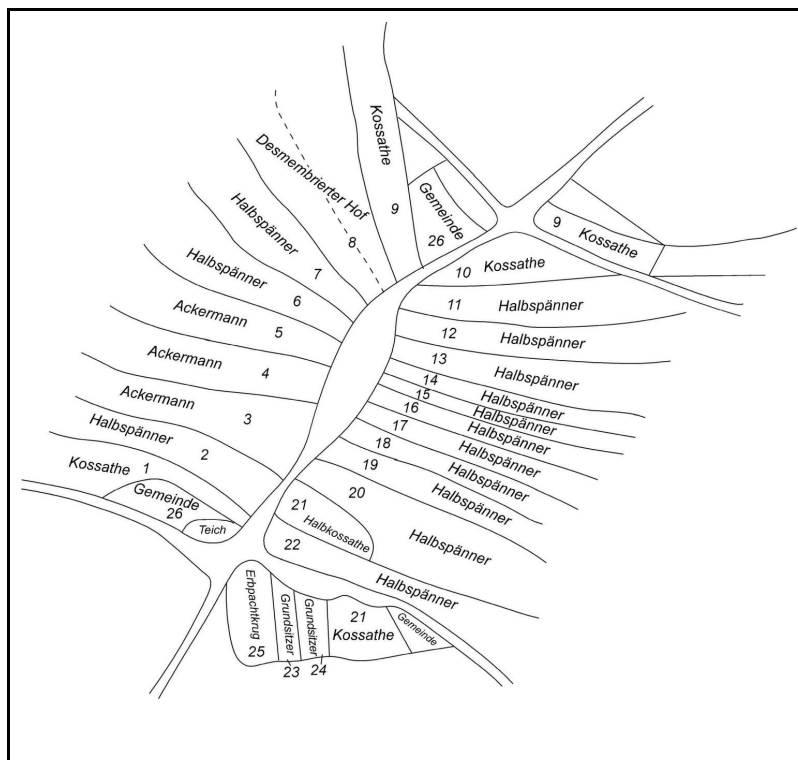 Kossathe
9
Desmembrierter Hof
8
Gemeinde
26
9
Kossathe
Halbspänner
7
Halbspänner
6
Ackermann
5
Ackermann
4
Ackermann
3
Halbspänner
2
Kossathe 1
Gemeinde
26
Teich
10 Kossathe
11 Halbspänner
12 Halbspänner
13 Halbspänner
14 Halbspänner
15 Halbspänner
16 Halbspänner
17 Halbspänner
18 Halbspänner
19 Halbspänner
20 Halbspänner
21
Halbkossathe
22 Halbspänner
Erbpachtkrug
25
Grundsitzer
23
Grundsitzer
24
21
Kossathe
Gemeinde